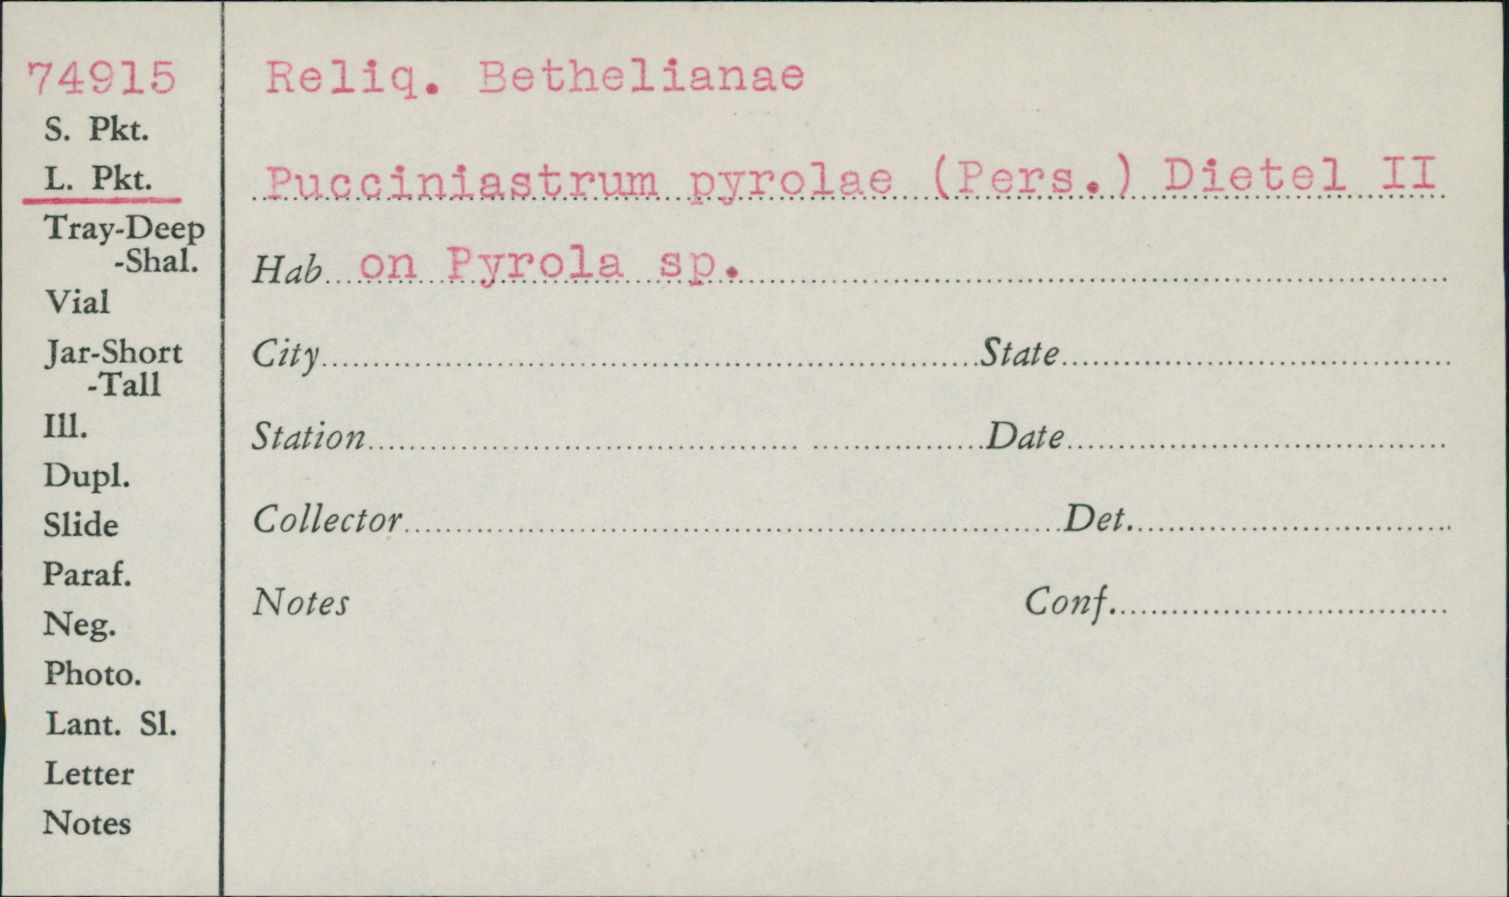 74915
S. Pkt.
L. Pkt.
Tray-Deep
-Shal.
Vial
Jar-Short
-Tall
Ill.
Dupl.
Slide
Paraf.
Neg.
Photo.
Lant. Sl.
Letter
Notes
Reliq. Bethelianae
Pucciniastrum pyrolae (Pers.) Dietel II
Hab on Pyrola sp.
City State
Station Date
Collector Det.
Notes Conf.